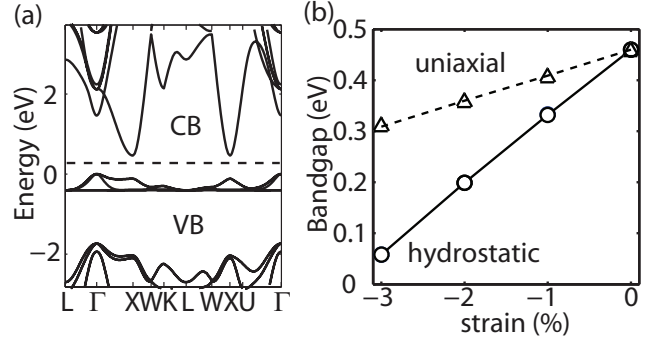 (a)
Energy (eV)
2
0
−2
CB
VB
L Γ XWK L WXU Γ
(b)
Bandgap (eV)
0.5
0.4
0.3
0.2
0.1
0
uniaxial
hydrostatic
−3 −2 −1 0
strain (%)